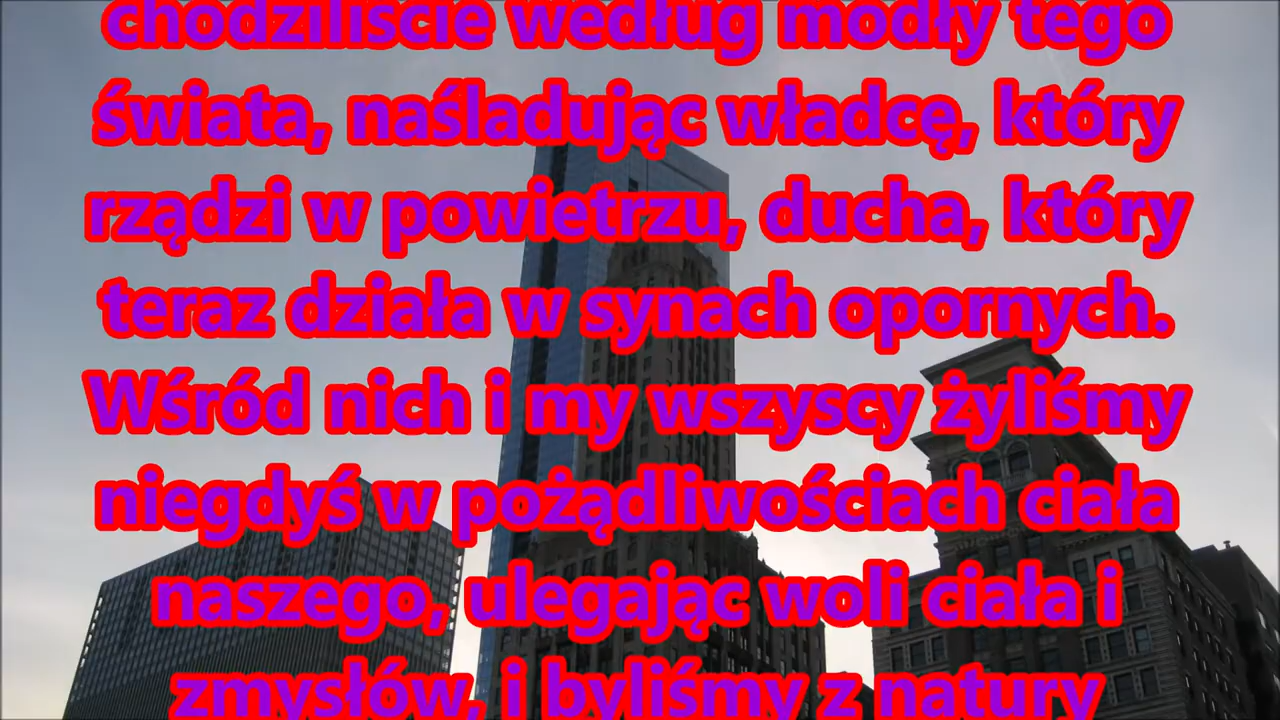 chodziliście według modły tego
świata, naśladując władcę, który
rządzi w powietrzu, ducha, który
teraz działa w synach opornych.
Wśród nich i my wszyscy żyliśmy
niegdyś w pożądliwościach ciała
naszego, ulegając woli ciała i
zmysłów, i byliśmy z natury